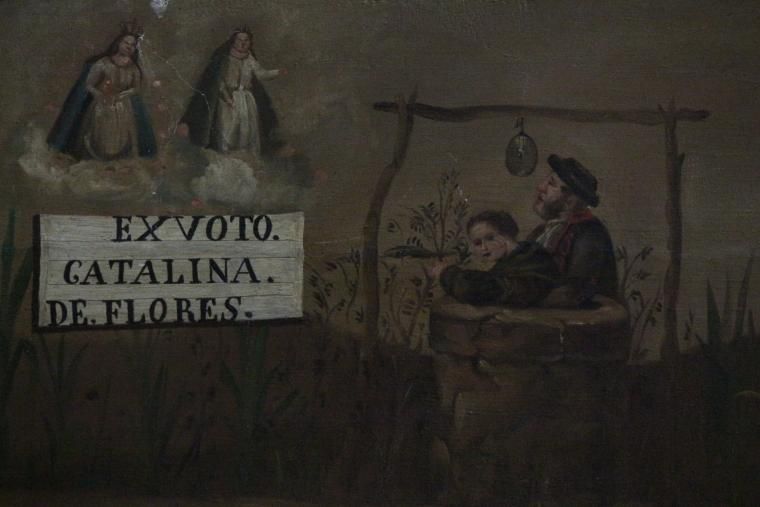 EXVOTO.
CATALINA.
DE. FLORES.